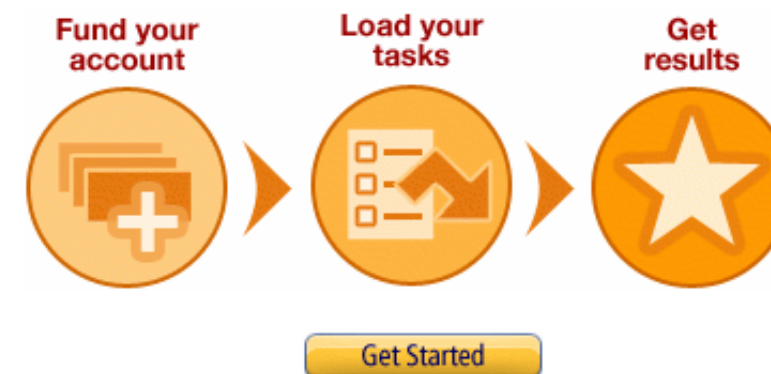 Fund your
account
Load your
tasks
Get
results
Get Started